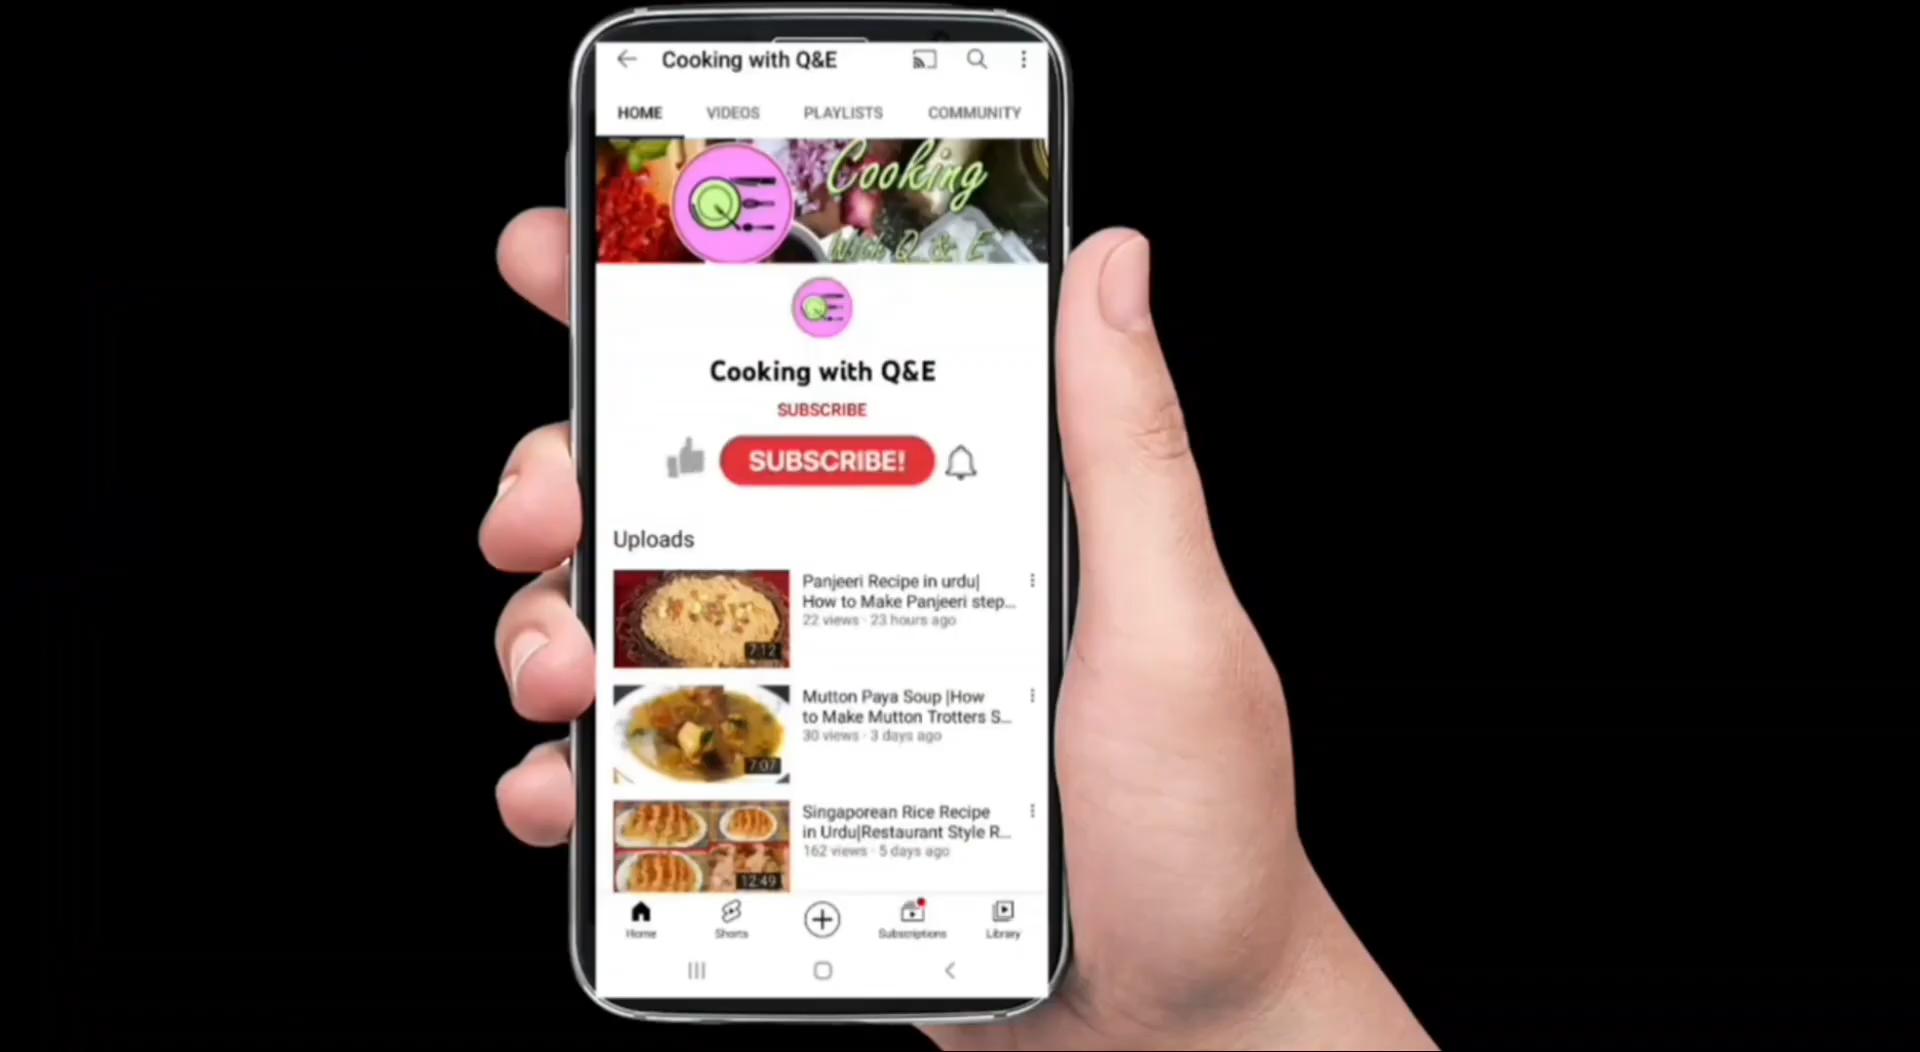 Cooking with Q&E
HOME VIDEOS PLAYLISTS COMMUNITY
Cooking
With Q & E
Cooking with Q&E
SUBSCRIBE
SUBSCRIBE!
Uploads
Panjeeri Recipe in urdu|
How to Make Panjeeri step...
22 views · 23 hours ago
7:12
Mutton Paya Soup |How
to Make Mutton Trotters S...
30 views · 3 days ago
7:07
Singaporean Rice Recipe
in Urdu|Restaurant Style R...
162 views · 5 days ago
12:49
Home Shorts Subscriptions Library